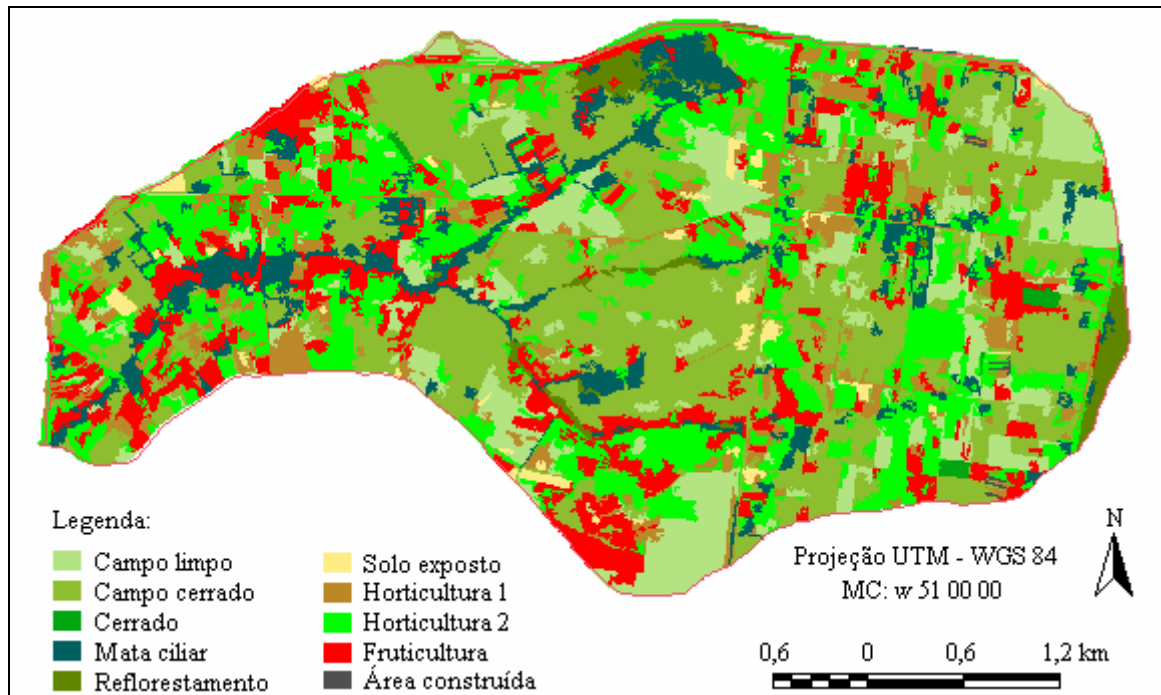 Legenda:
Campo limpo
Campo cerrado
Cerrado
Mata ciliar
Reflorestamento
Solo exposto
Horticultura 1
Horticultura 2
Fruticultura
Área construída
Projeção UTM - WGS 84
MC: w 51 00 00
N
0,6 0 0,6 1,2 km